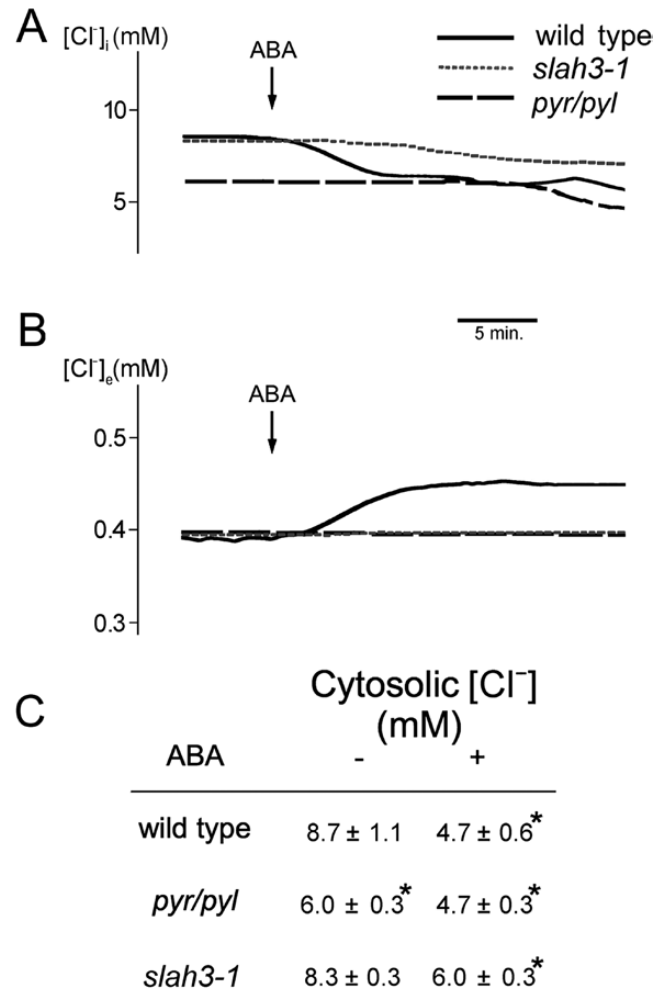 A
[Cl⁻]i(mM)
ABA
wild type
slah3-1
pyr/pyl
10
5
5 min.
B
[Cl⁻]e(mM)
ABA
0.5
0.4
0.3
C
Cytosolic [Cl⁻]
(mM)
ABA - +
wild type 8.7 ± 1.1 4.7 ± 0.6*
pyr/pyl 6.0 ± 0.3* 4.7 ± 0.3*
slah3-1 8.3 ± 0.3 6.0 ± 0.3*